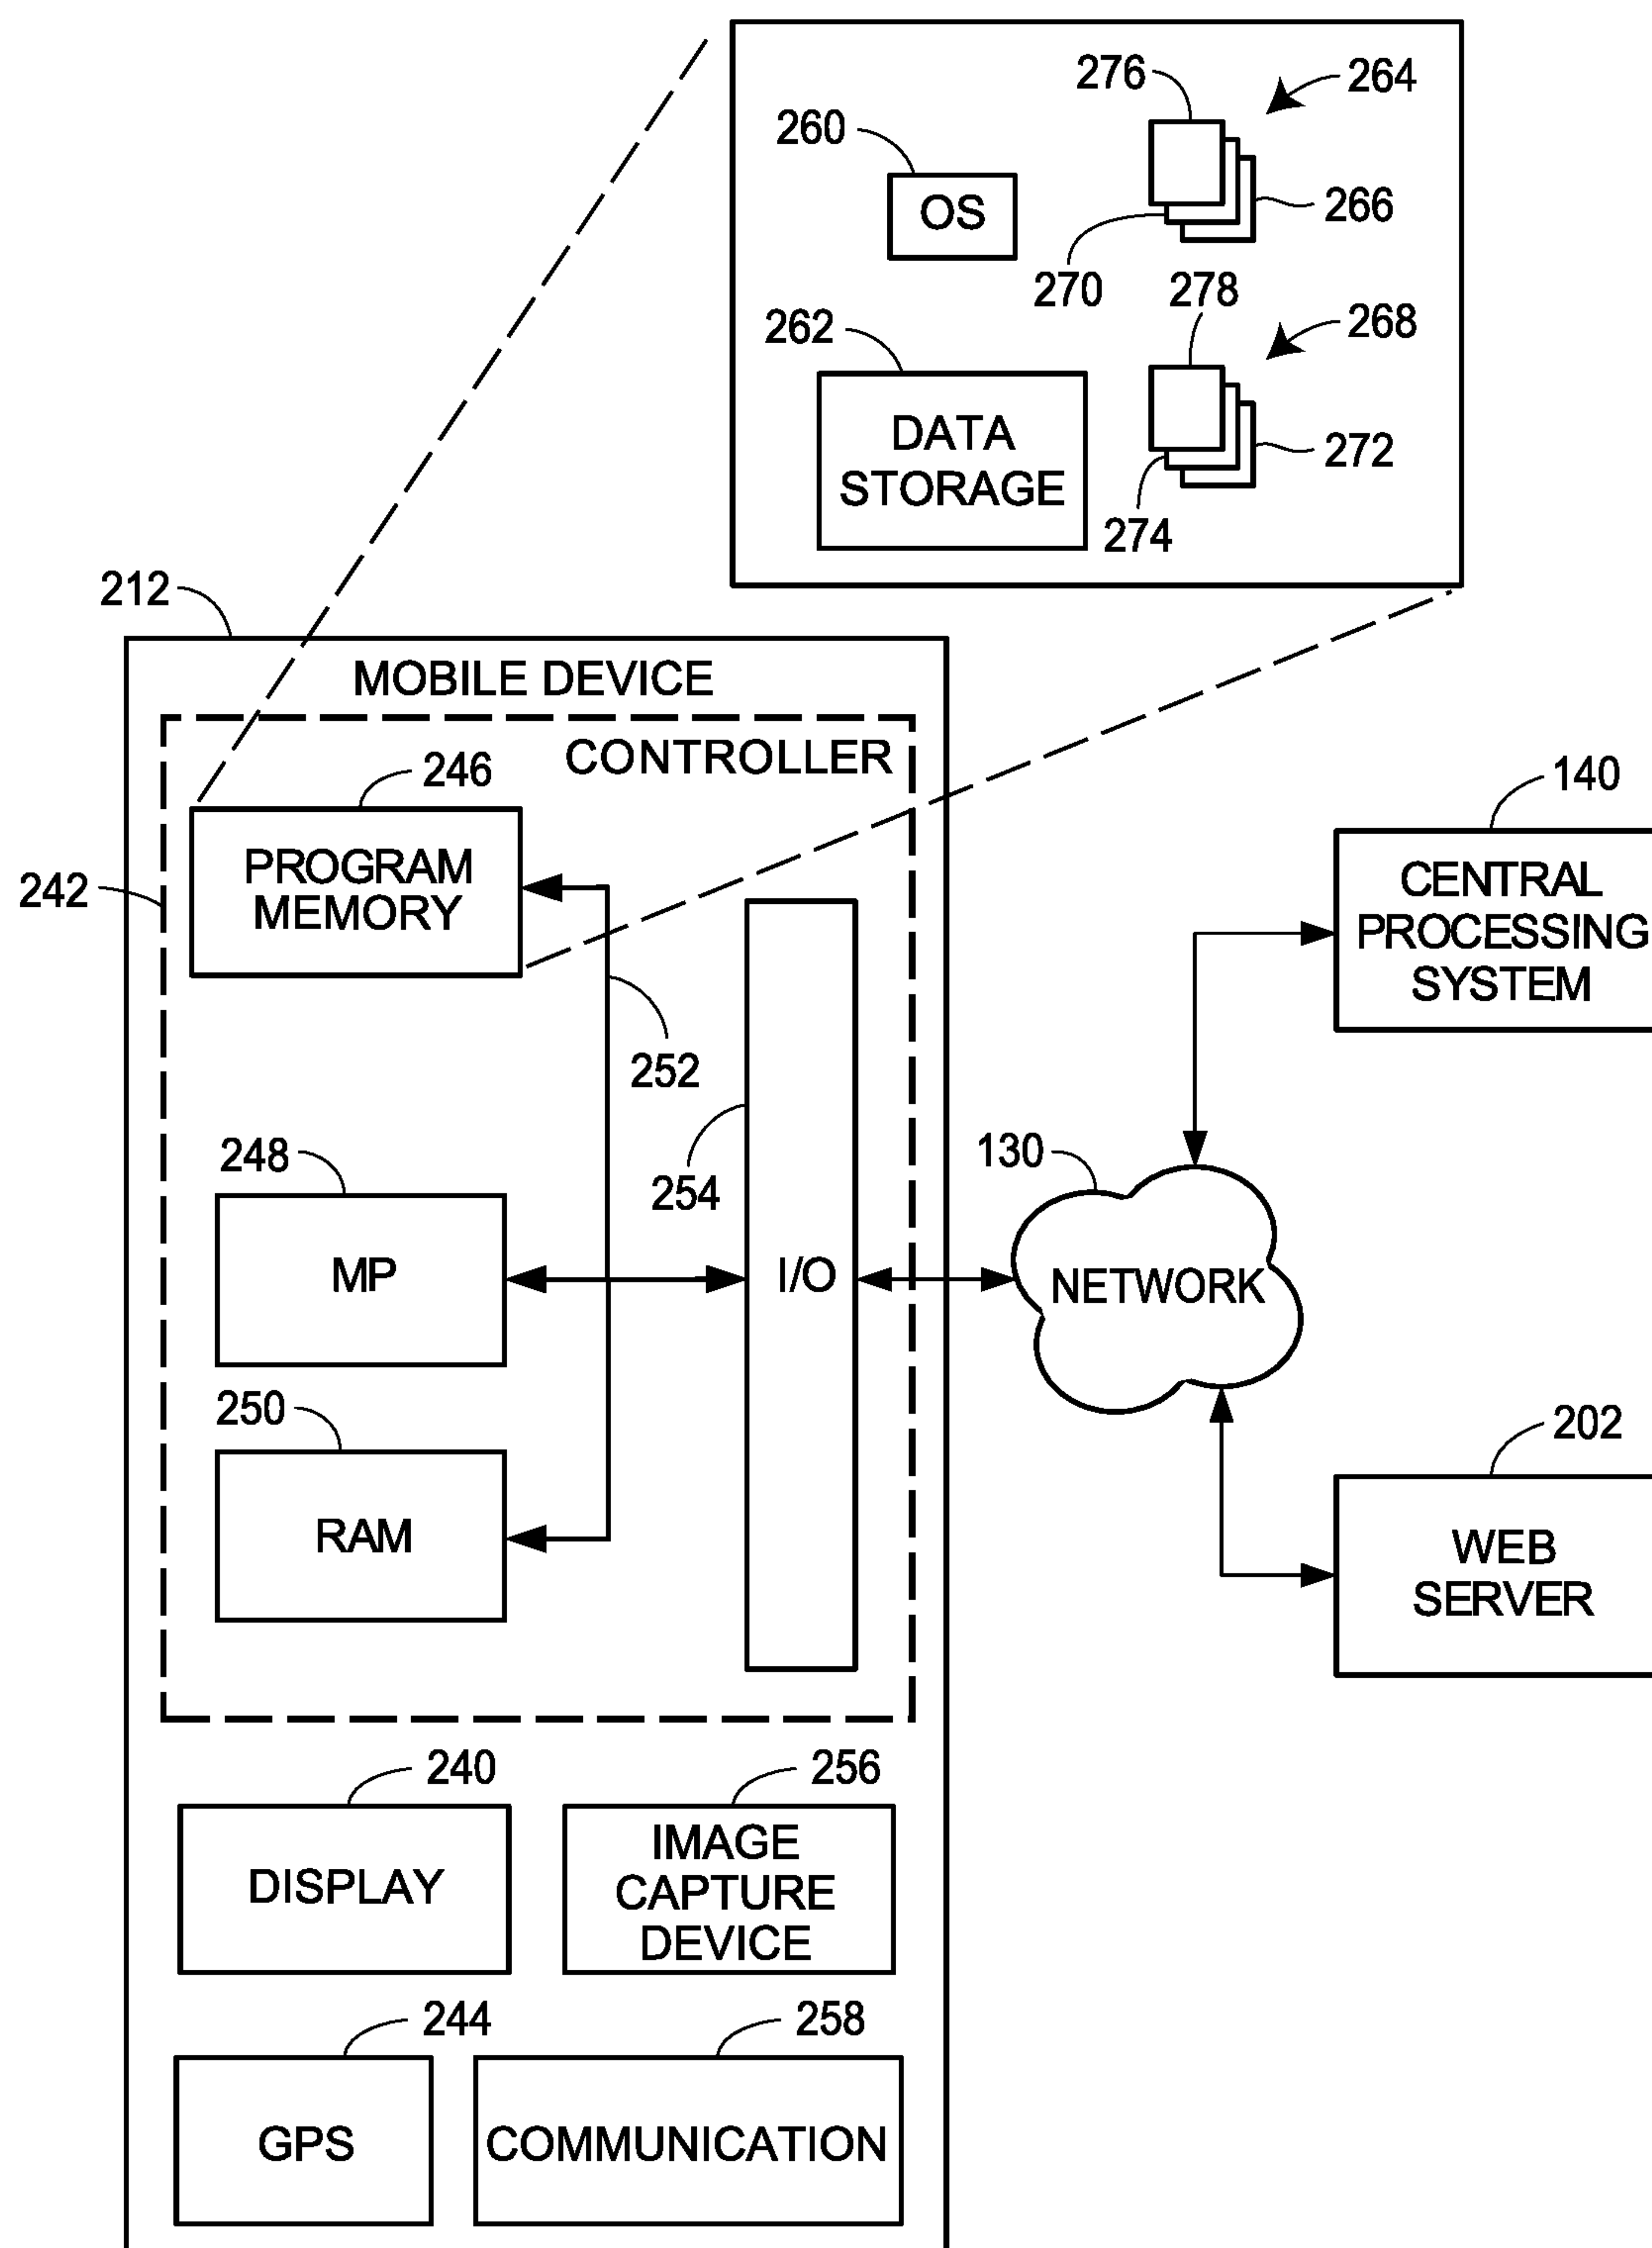 276
264
260
OS
266
270
278
262
268
DATA
STORAGE
272
274
212
MOBILE DEVICE
CONTROLLER
246
PROGRAM
MEMORY
242
140
CENTRAL
PROCESSING
SYSTEM
252
248
254
130
MP
I/O
NETWORK
250
RAM
202
WEB
SERVER
240
256
DISPLAY
IMAGE
CAPTURE
DEVICE
244
258
GPS
COMMUNICATION